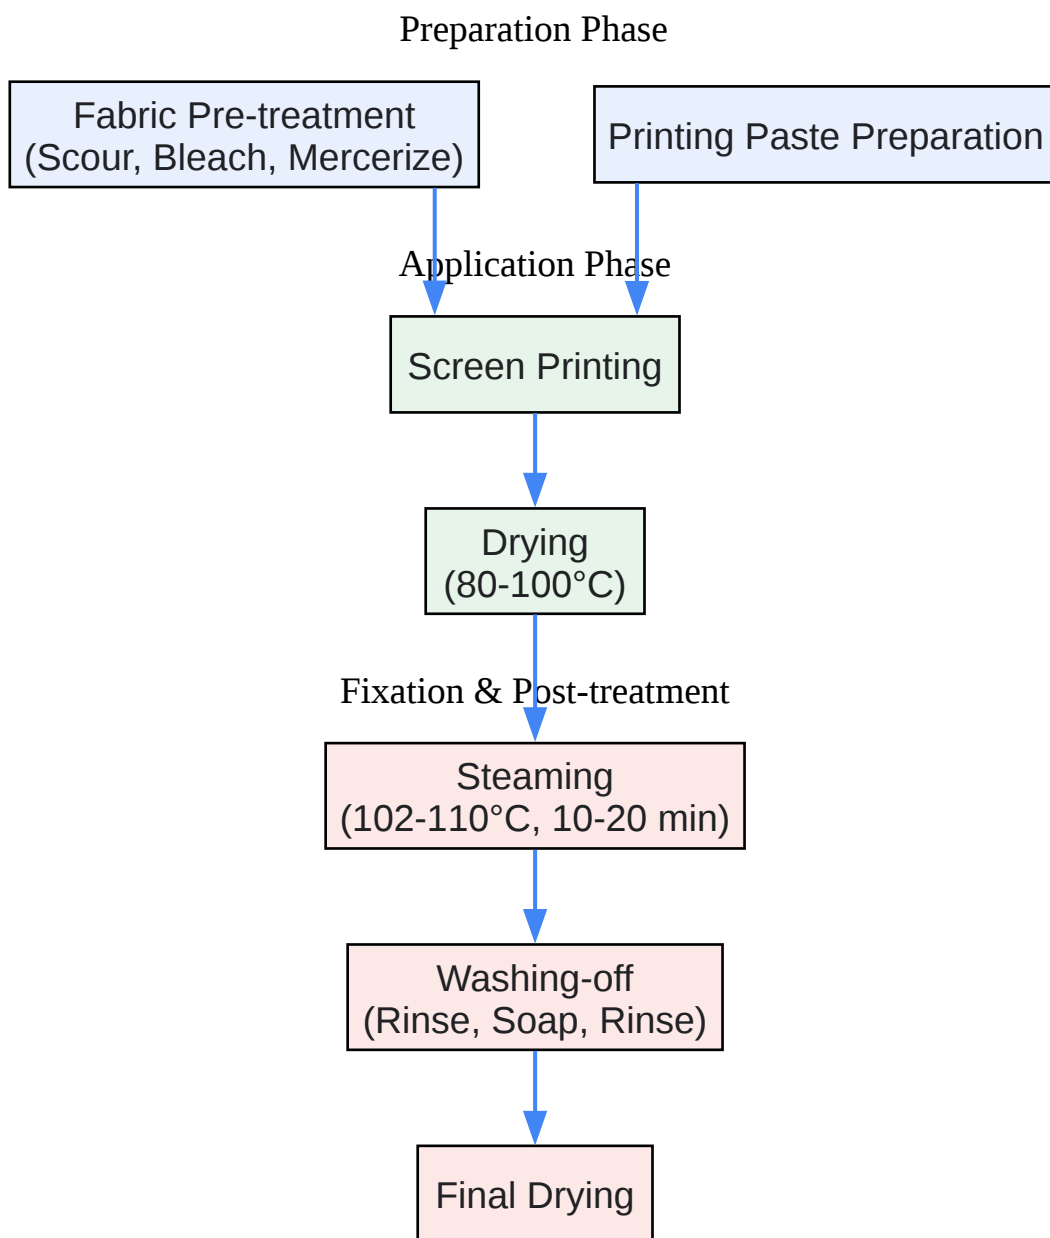 Preparation Phase
Fabric Pre-treatment
(Scour, Bleach, Mercerize)
Printing Paste Preparation
Application Phase
Screen Printing
Drying
(80-100°C)
Fixation & Post-treatment
Steaming
(102-110°C, 10-20 min)
Washing-off
(Rinse, Soap, Rinse)
Final Drying